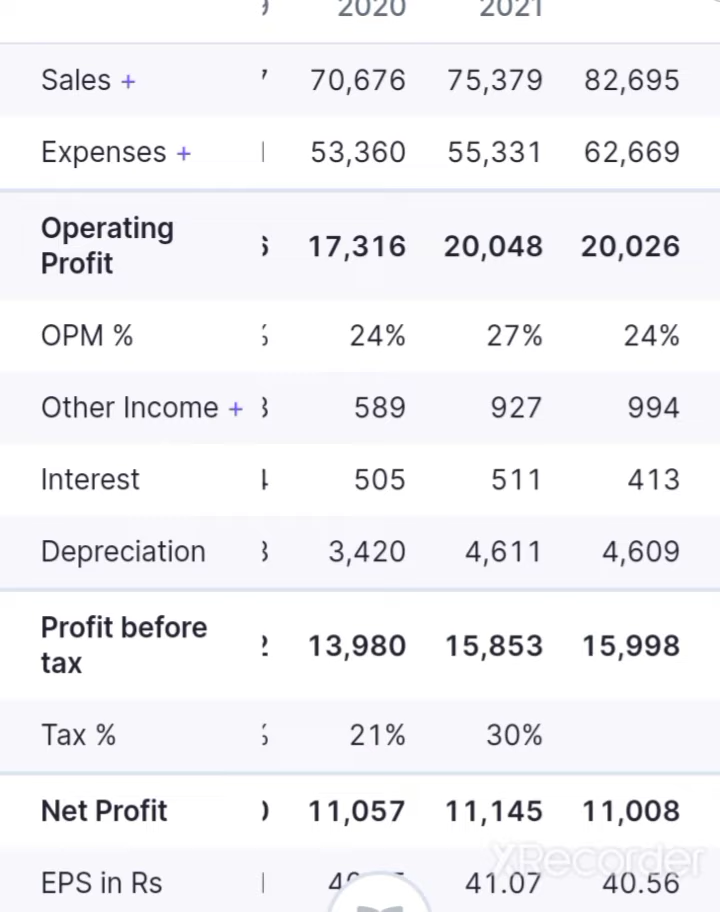 2020 2021
Sales + 70,676 75,379 82,695
Expenses + 53,360 55,331 62,669
Operating
Profit 17,316 20,048 20,026
OPM % 24% 27% 24%
Other Income + 589 927 994
Interest 505 511 413
Depreciation 3,420 4,611 4,609
Profit before
tax 13,980 15,853 15,998
Tax % 21% 30%
Net Profit 11,057 11,145 11,008
XRecorder
EPS in Rs 41.07 40.56